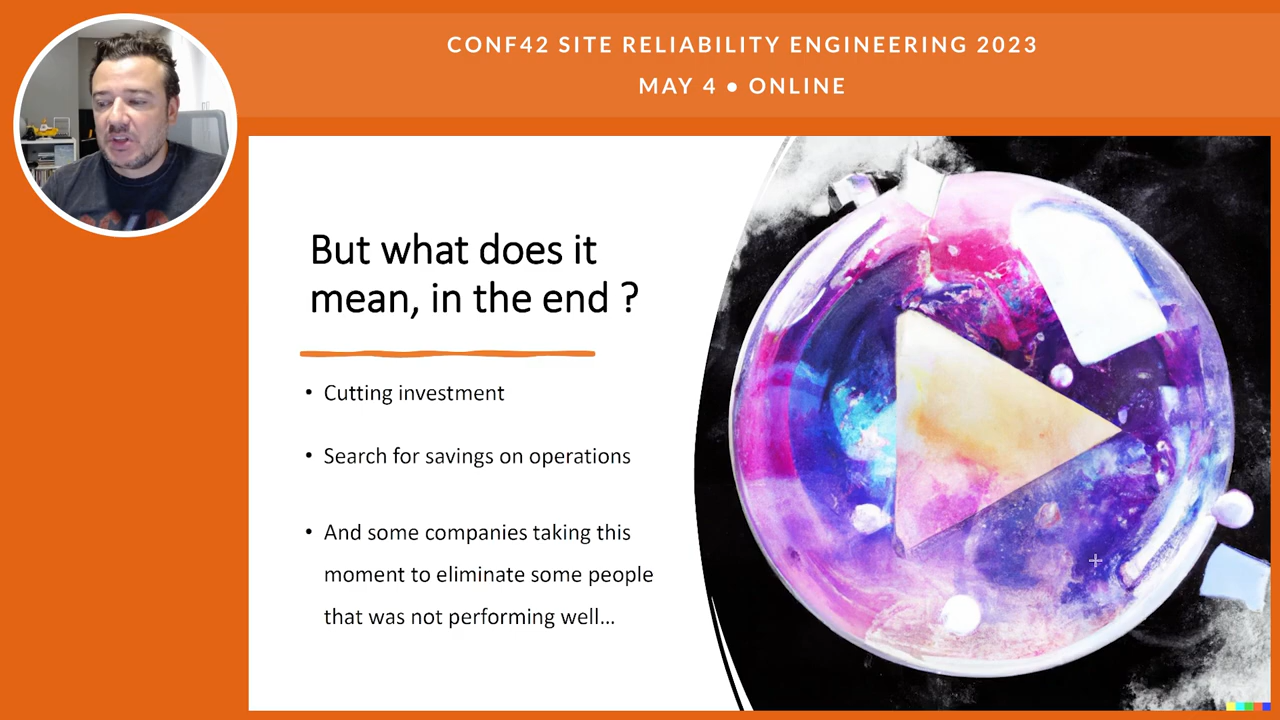 CONF42 SITE RELIABILITY ENGINEERING 2023
MAY 4 ● ONLINE
But what does it
mean, in the end ?
• Cutting investment
• Search for savings on operations
• And some companies taking this
moment to eliminate some people
that was not performing well...